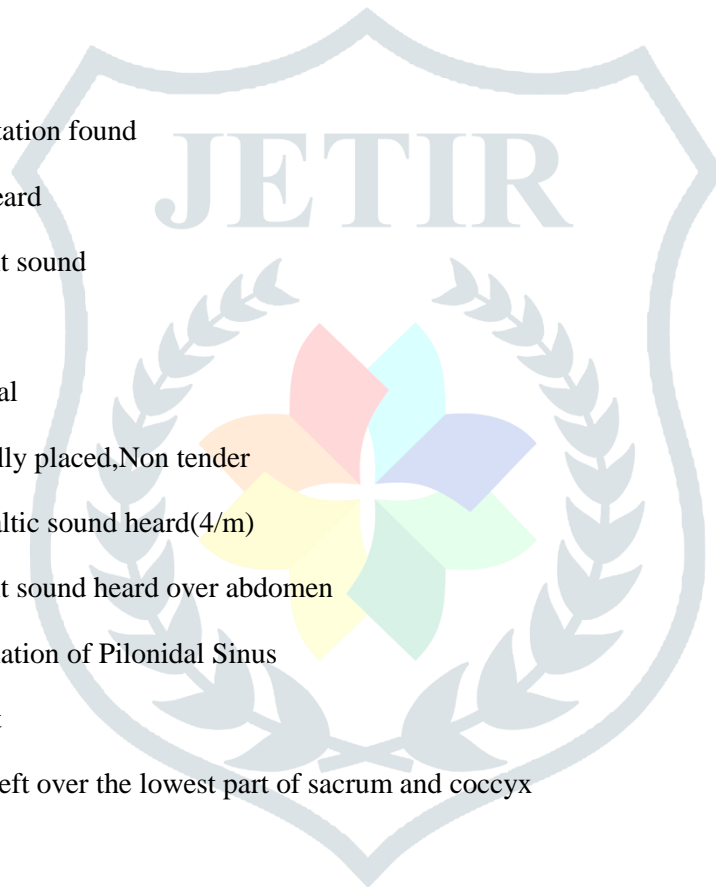 tation found
eard
JETIR
t sound
al
lly placed,Non tender
altic sound heard(4/m)
t sound heard over abdomen
ation of Pilonidal Sinus
eft over the lowest part of sacrum and coccyx